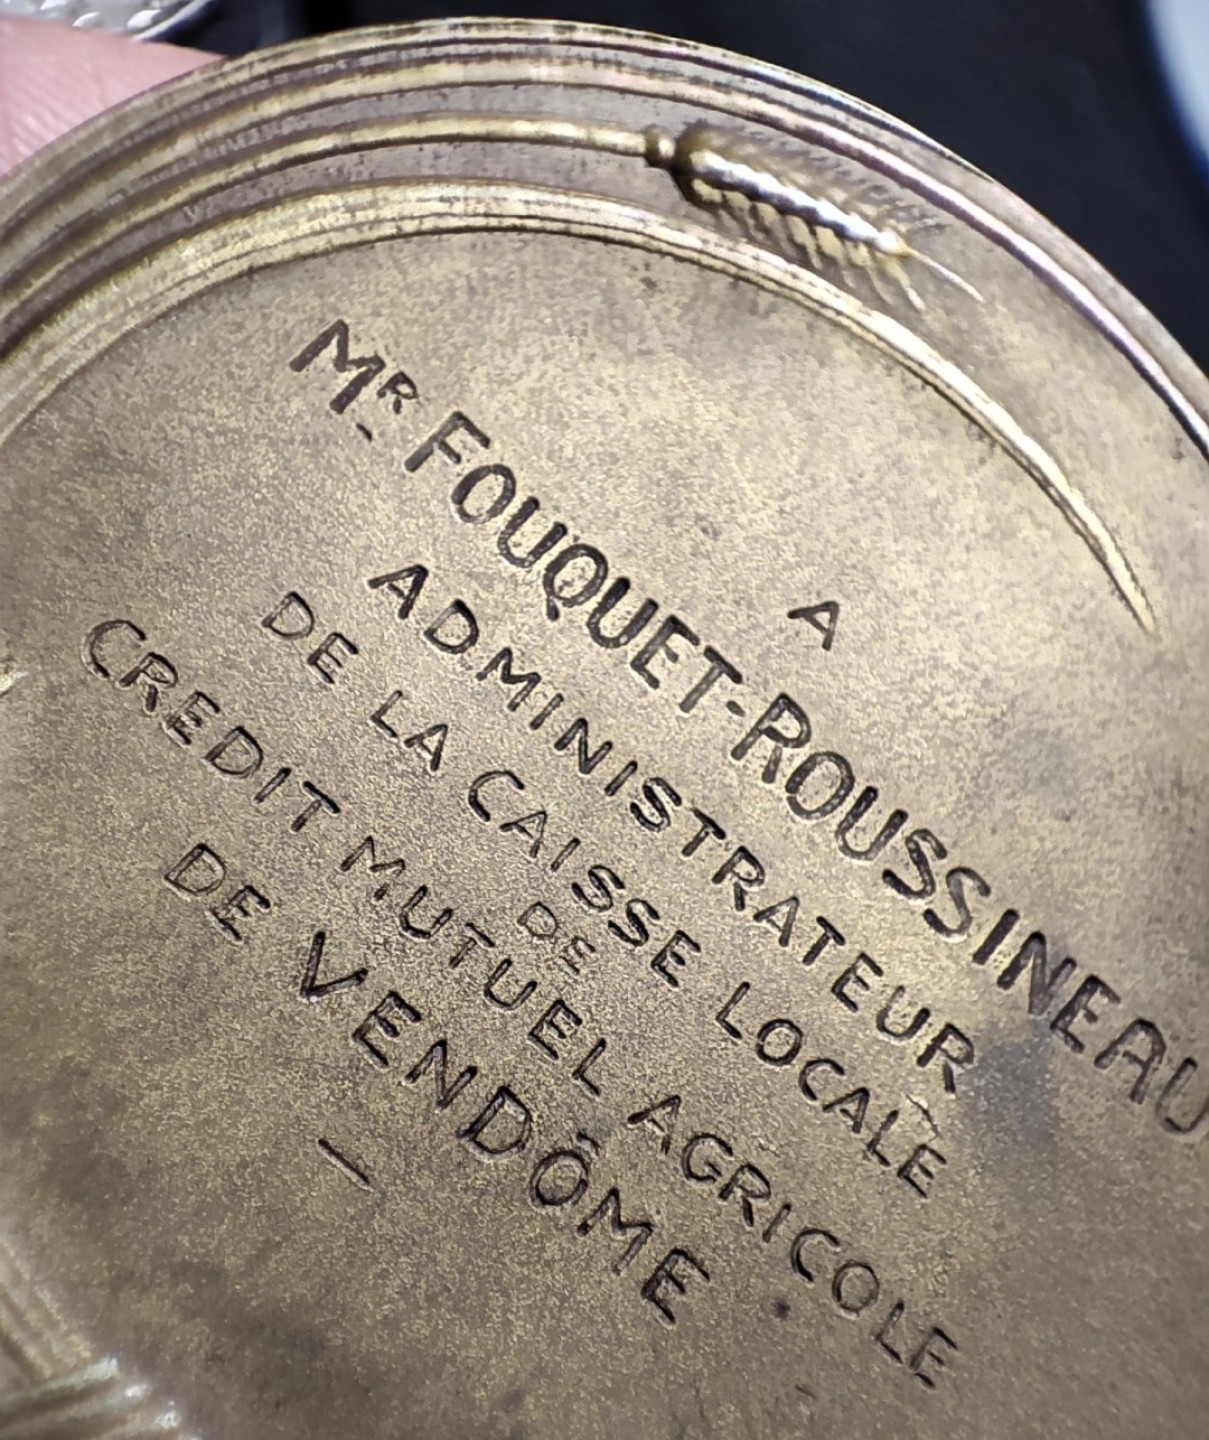 A
MR FOUQUET-ROUSSINEAU
ADMINISTRATEUR
DE LA CAISSE LOCALE
DE
CREDIT MUTUEL AGRICOLE
DE VENDÔME